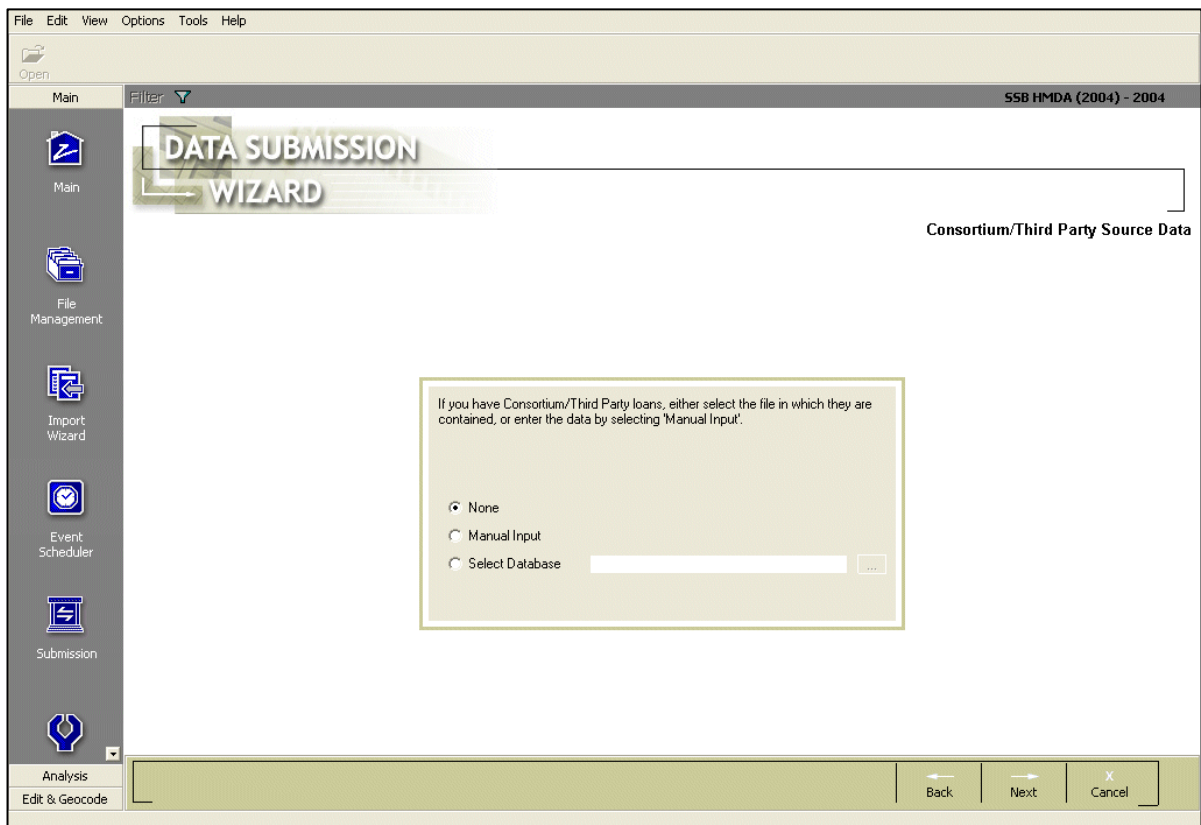 File Edit View Options Tools Help
Open
Main
Filter
SSB HMDA (2004) - 2004
DATA SUBMISSION
WIZARD
Consortium/Third Party Source Data
Main
File
Management
Import
Wizard
Event
Scheduler
Submission
If you have Consortium/Third Party loans, either select the file in which they are
contained, or enter the data by selecting 'Manual Input'.
None
Manual Input
Select Database ...
Analysis
Edit & Geocode
Back
Next
X
Cancel